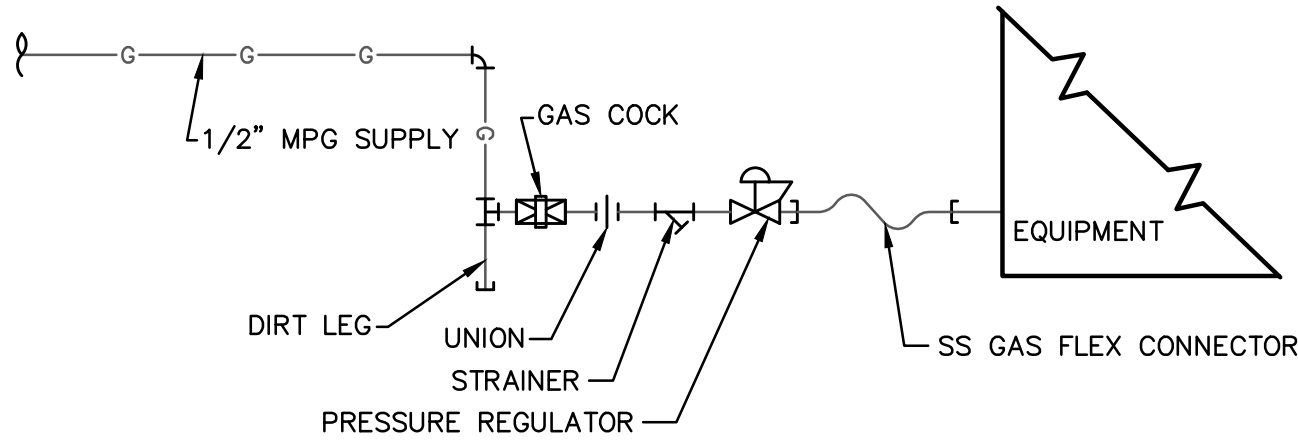 G G G
1/2” MPG SUPPLY
G
GAS COCK
EQUIPMENT
DIRT LEG
UNION
SS GAS FLEX CONNECTOR
STRAINER
PRESSURE REGULATOR